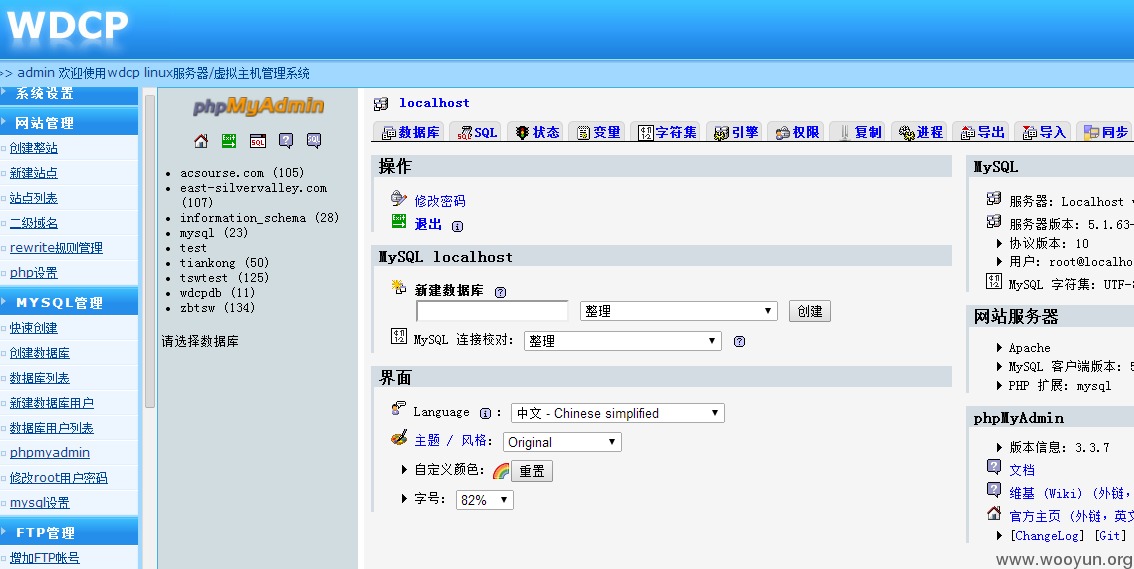 WDCP
>> admin 欢迎使用wdcp linux服务器/虚拟主机管理系统
系统设置
网站管理
创建整站
新建站点
站点列表
二级域名
rewrite规则管理
php设置
MYSQL管理
快速创建
创建数据库
数据库列表
新建数据库用户
数据库用户列表
phpmyadmin
修改root用户密码
mysql设置
FTP管理
增加FTP帐号
phpMyAdmin
acsourse.com (105)
east-silvervalley.com
(107)
information_schema (28)
mysql (23)
test
tiankong (50)
tswtest (125)
wdcpdb (11)
zbtsw (134)
请选择数据库
localhost
数据库 SQL 状态 变量 字符集 引擎 权限 复制 进程 导出 导入 同步
操作
修改密码
退出
MySQL localhost
新建数据库
整理 创建
MySQL 连接校对: 整理
界面
Language : 中文 - Chinese simplified
主题 / 风格: Original
自定义颜色: 重置
字号: 82%
MySQL
服务器: Localhost v
服务器版本: 5.1.63-
协议版本: 10
用户: root@localho
MySQL 字符集: UTF-8
网站服务器
Apache
MySQL 客户端版本: 5
PHP 扩展: mysql
phpMyAdmin
版本信息: 3.3.7
文档
维基 (Wiki) (外链,
官方主页 (外链, 英文
[ChangeLog] [Git]
www.wooyun.org